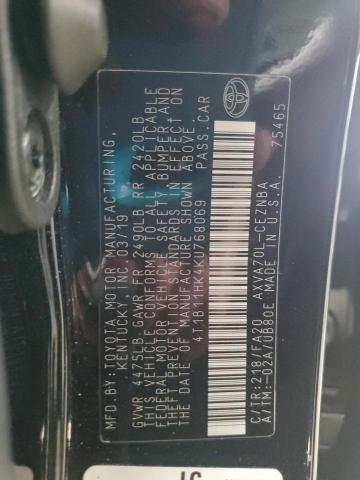 MFD.BY:TOYOTA MOTOR MANUFACTURING,
KENTUCKY, INC. 03/19
GVWR 4475LB GAWR FR 2490LB RR 2420LB
THIS VEHICLE CONFORMS TO ALL APPLICABLE
FEDERAL MOTOR VEHICLE SAFETY BUMPER AND
THEFT PREVENTION STANDARDS IN EFFECT ON
THE DATE OF MANUFACTURE SHOWN ABOVE.
4T1B11HK4KU768069 PASS.CAR
C/TR:218/FA20 AXVA70L-CEZNBA
A/TM:-02A/UB80E MADE IN U.S.A. 75465